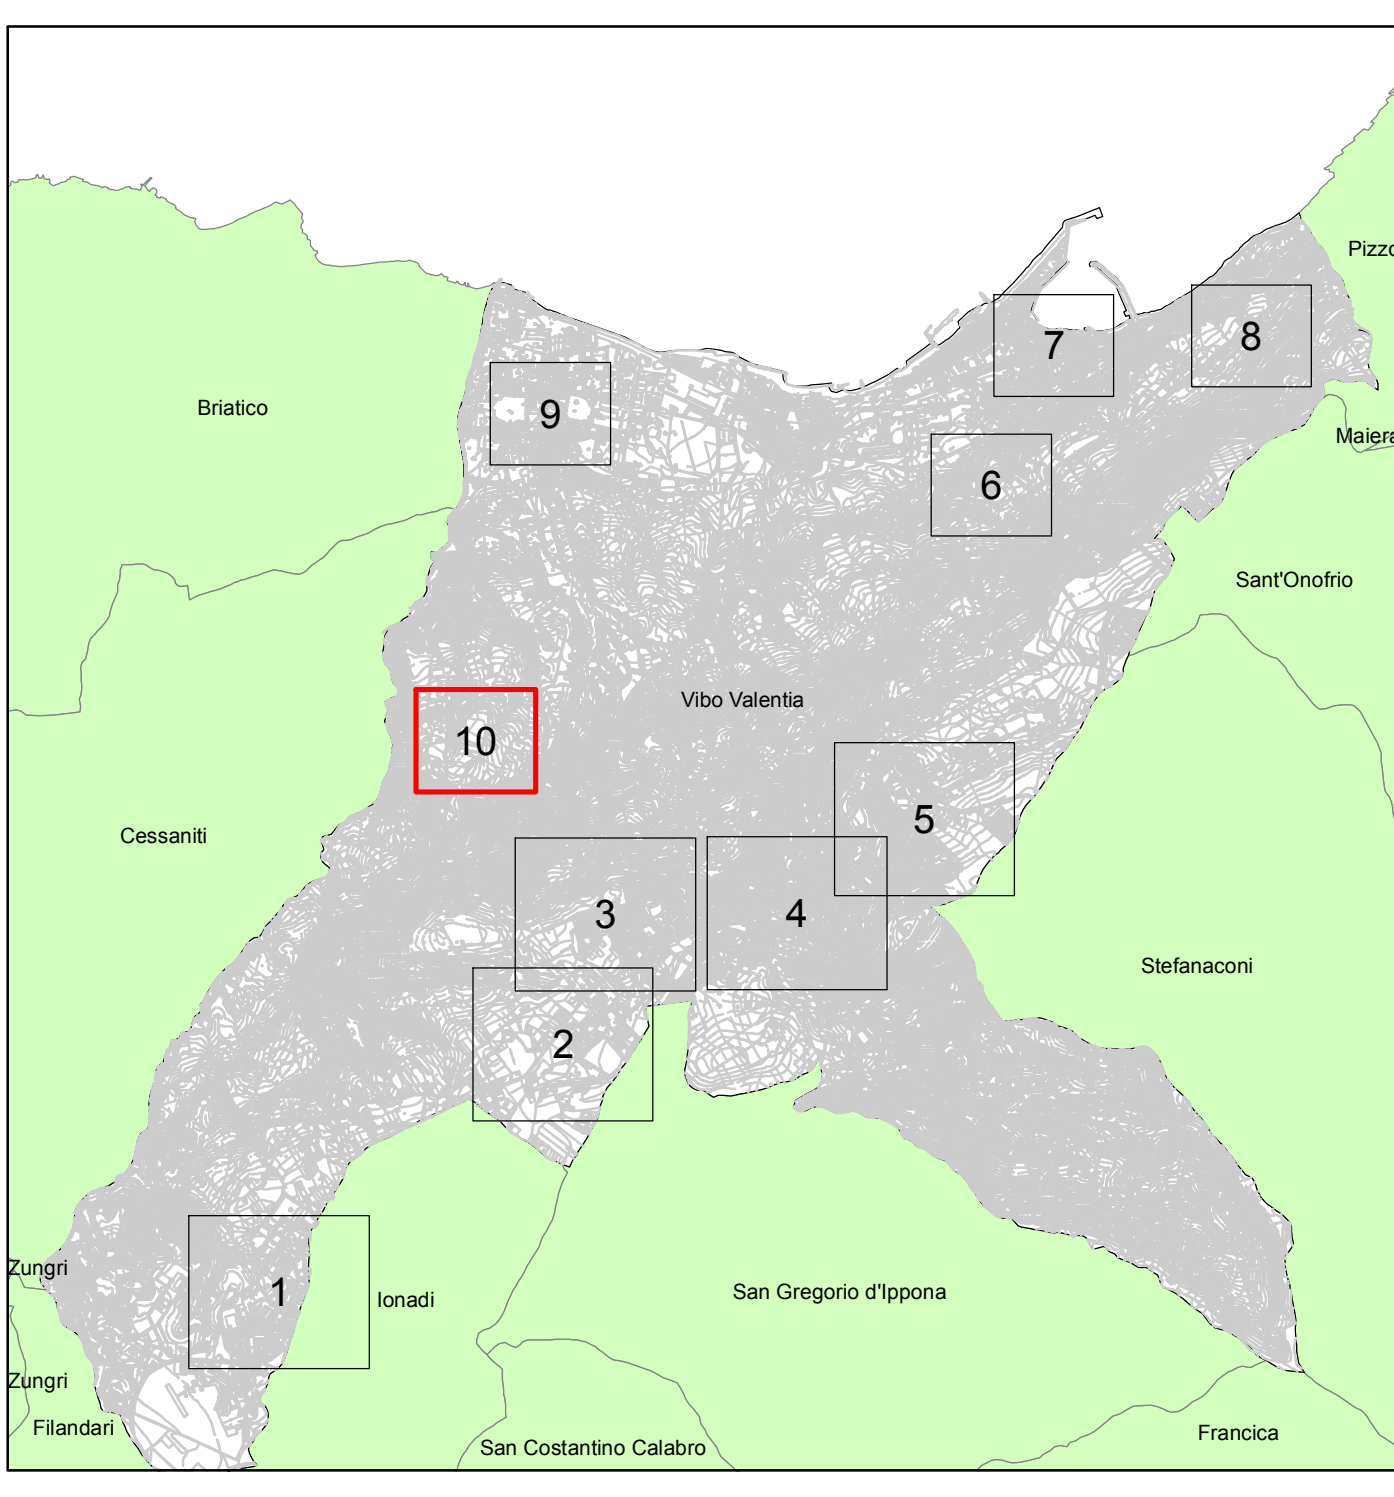 Pizzo
8
7
Briatico
9
Maiera
6
Sant'Onofrio
Vibo Valentia
10
5
Cessaniti
3
4
Stefanaconi
2
Zungri
1
Ionadi
San Gregorio d'Ippona
Zungri
Filandari
San Costantino Calabro
Francica